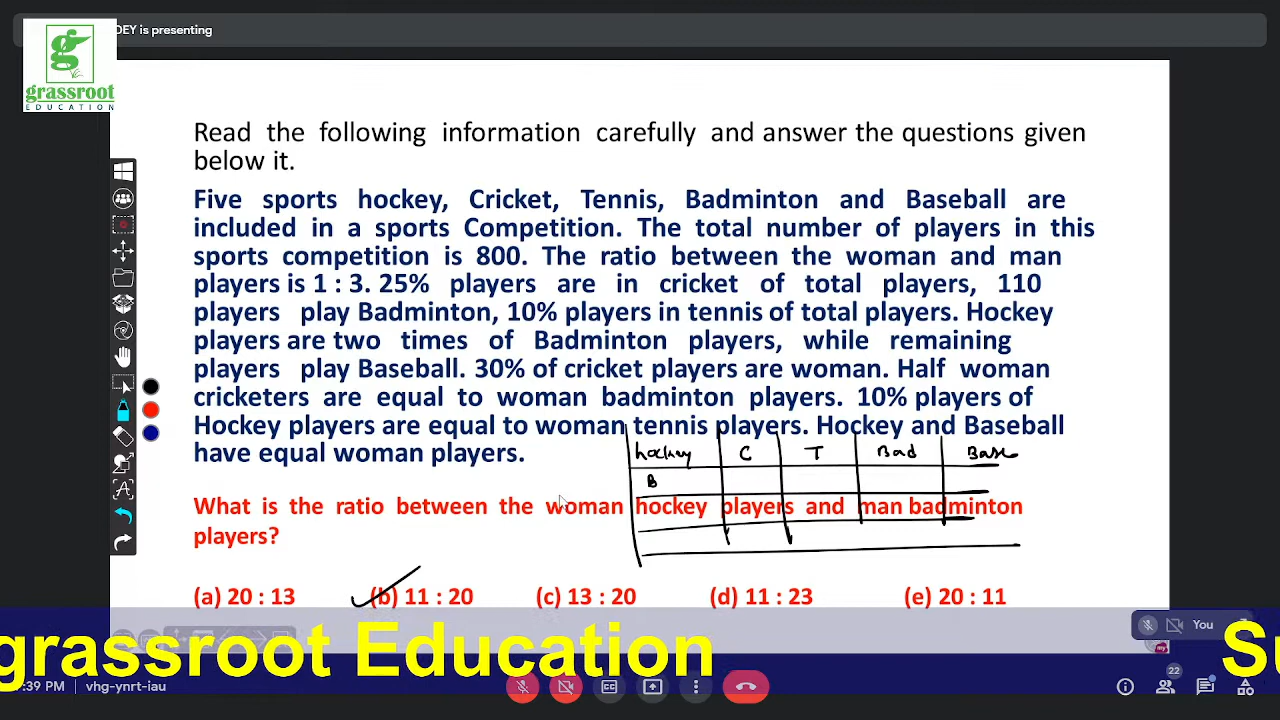 DEY is presenting
g
grassroot
EDUCATION
Read the following information carefully and answer the questions given
below it.
Five sports hockey, Cricket, Tennis, Badminton and Baseball are
included in a sports Competition. The total number of players in this
sports competition is 800. The ratio between the woman and man
players is 1 : 3. 25% players are in cricket of total players, 110
players play Badminton, 10% players in tennis of total players. Hockey
players are two times of Badminton players, while remaining
players play Baseball. 30% of cricket players are woman. Half woman
cricketers are equal to woman badminton players. 10% players of
Hockey players are equal to woman tennis players. Hockey and Baseball
have equal woman players.
hockey C T Bad Base
B
What is the ratio between the woman hockey players and man badminton
players?
(a) 20 : 13 (b) 11 : 20 (c) 13 : 20 (d) 11 : 23 (e) 20 : 11
You
grassroot Education Su
:39 PM vhg-ynrt-iau
22